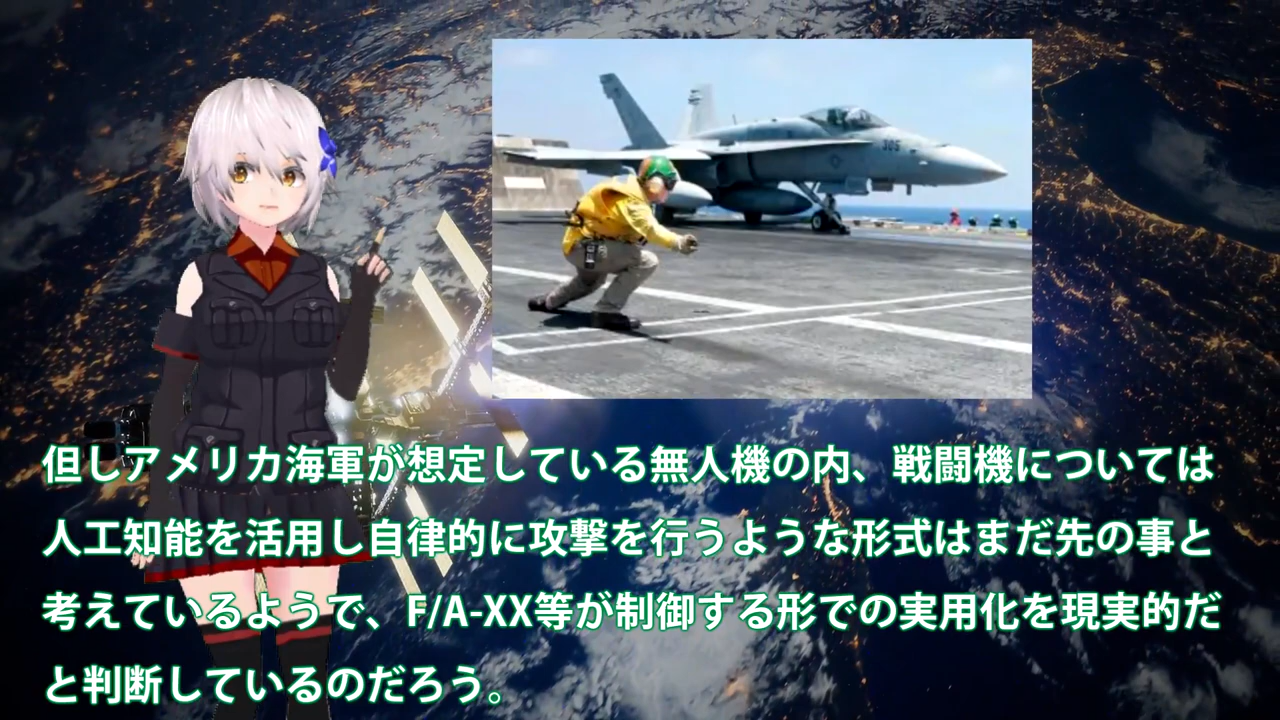 305
但しアメリカ海軍が想定している無人機の内、戦闘機については
人工知能を活用し自律的に攻撃を行うような形式はまだ先の事と
考えているようで、F/A-XX等が制御する形での実用化を現実的だ
と判断しているのだろう。